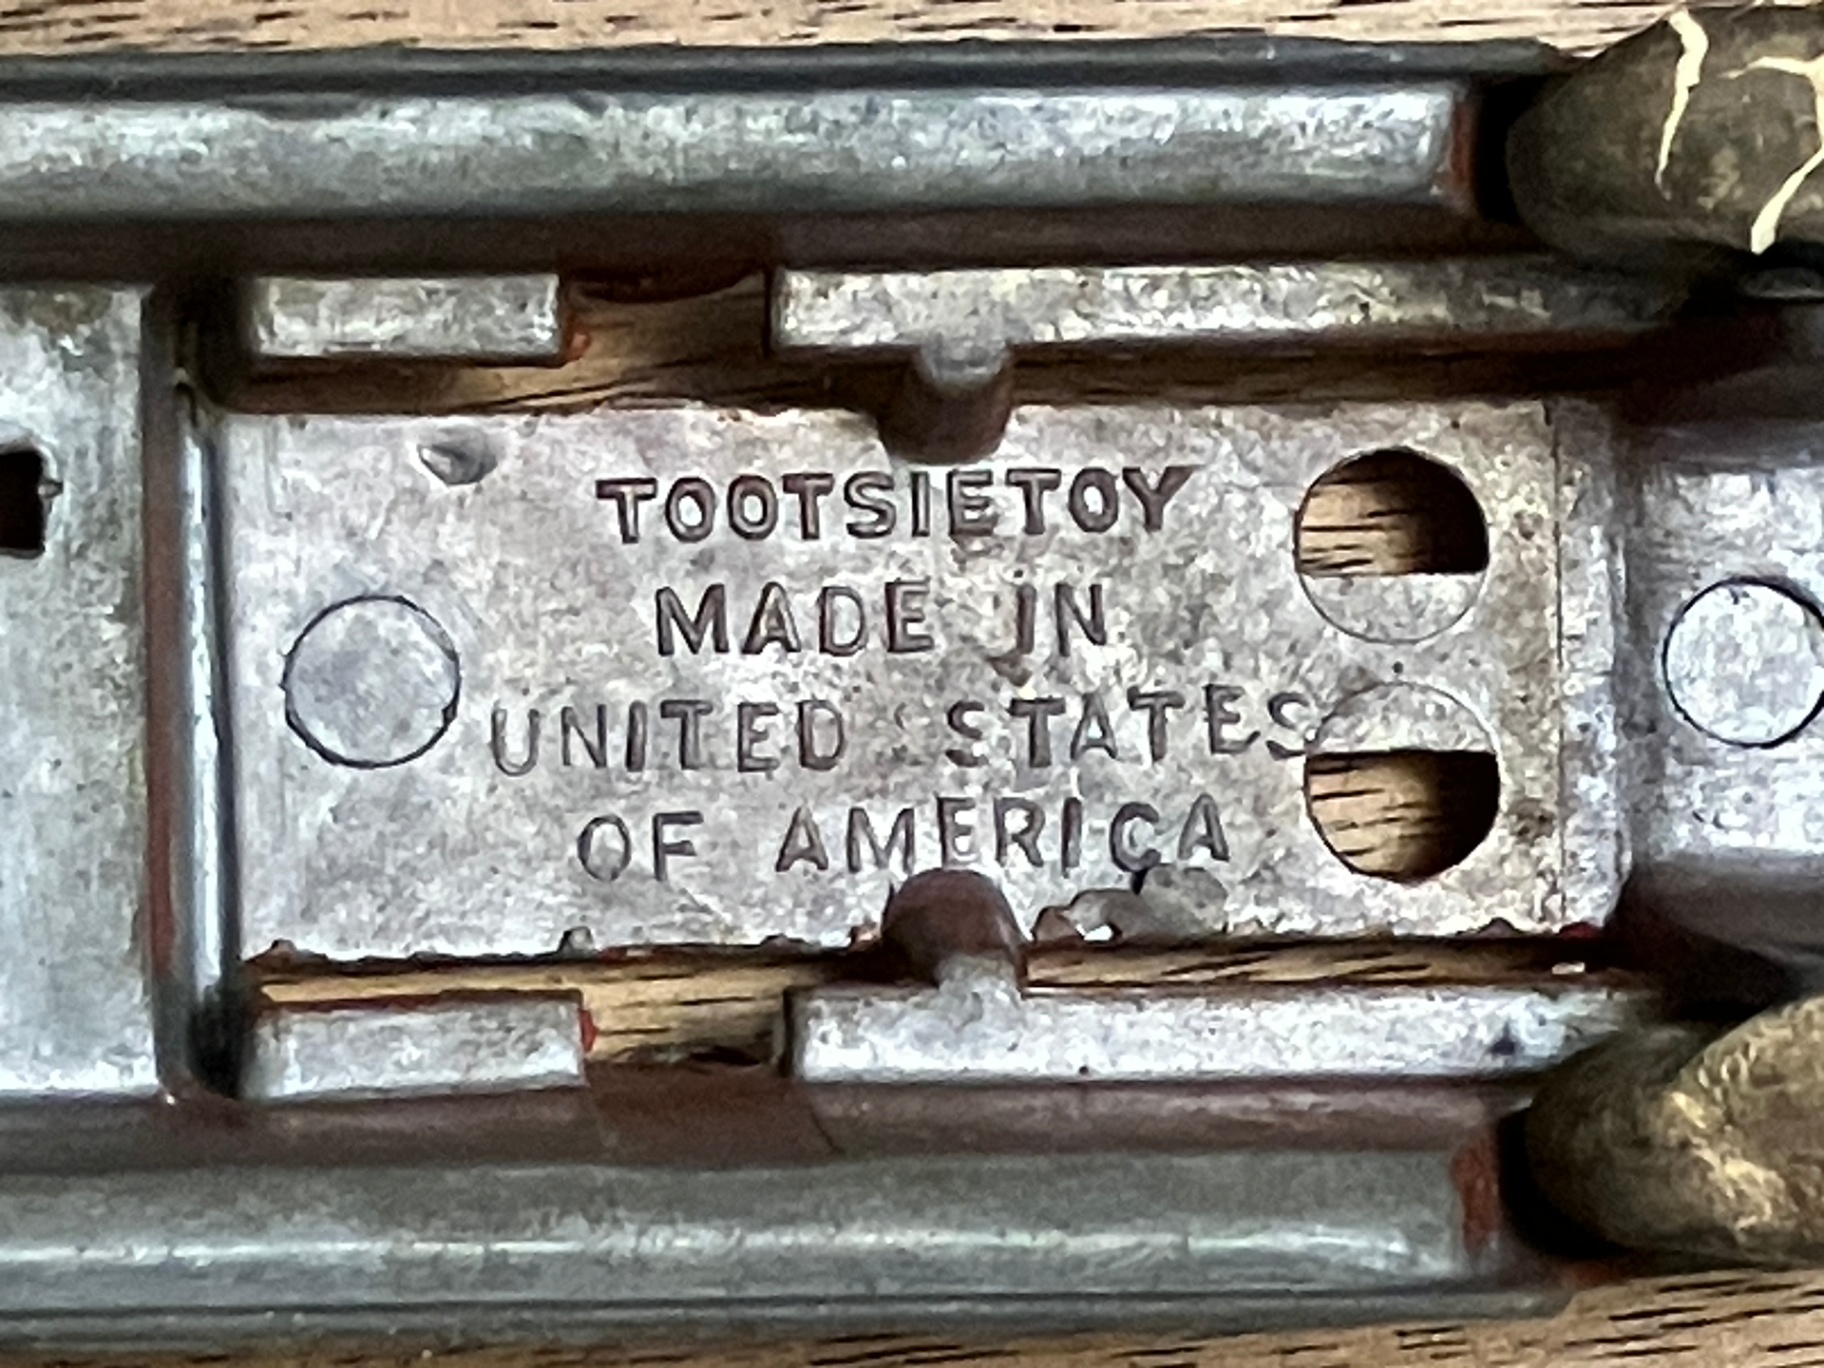 TOOTSIETOY
MADE IN
UNITED STATES
OF AMERICA